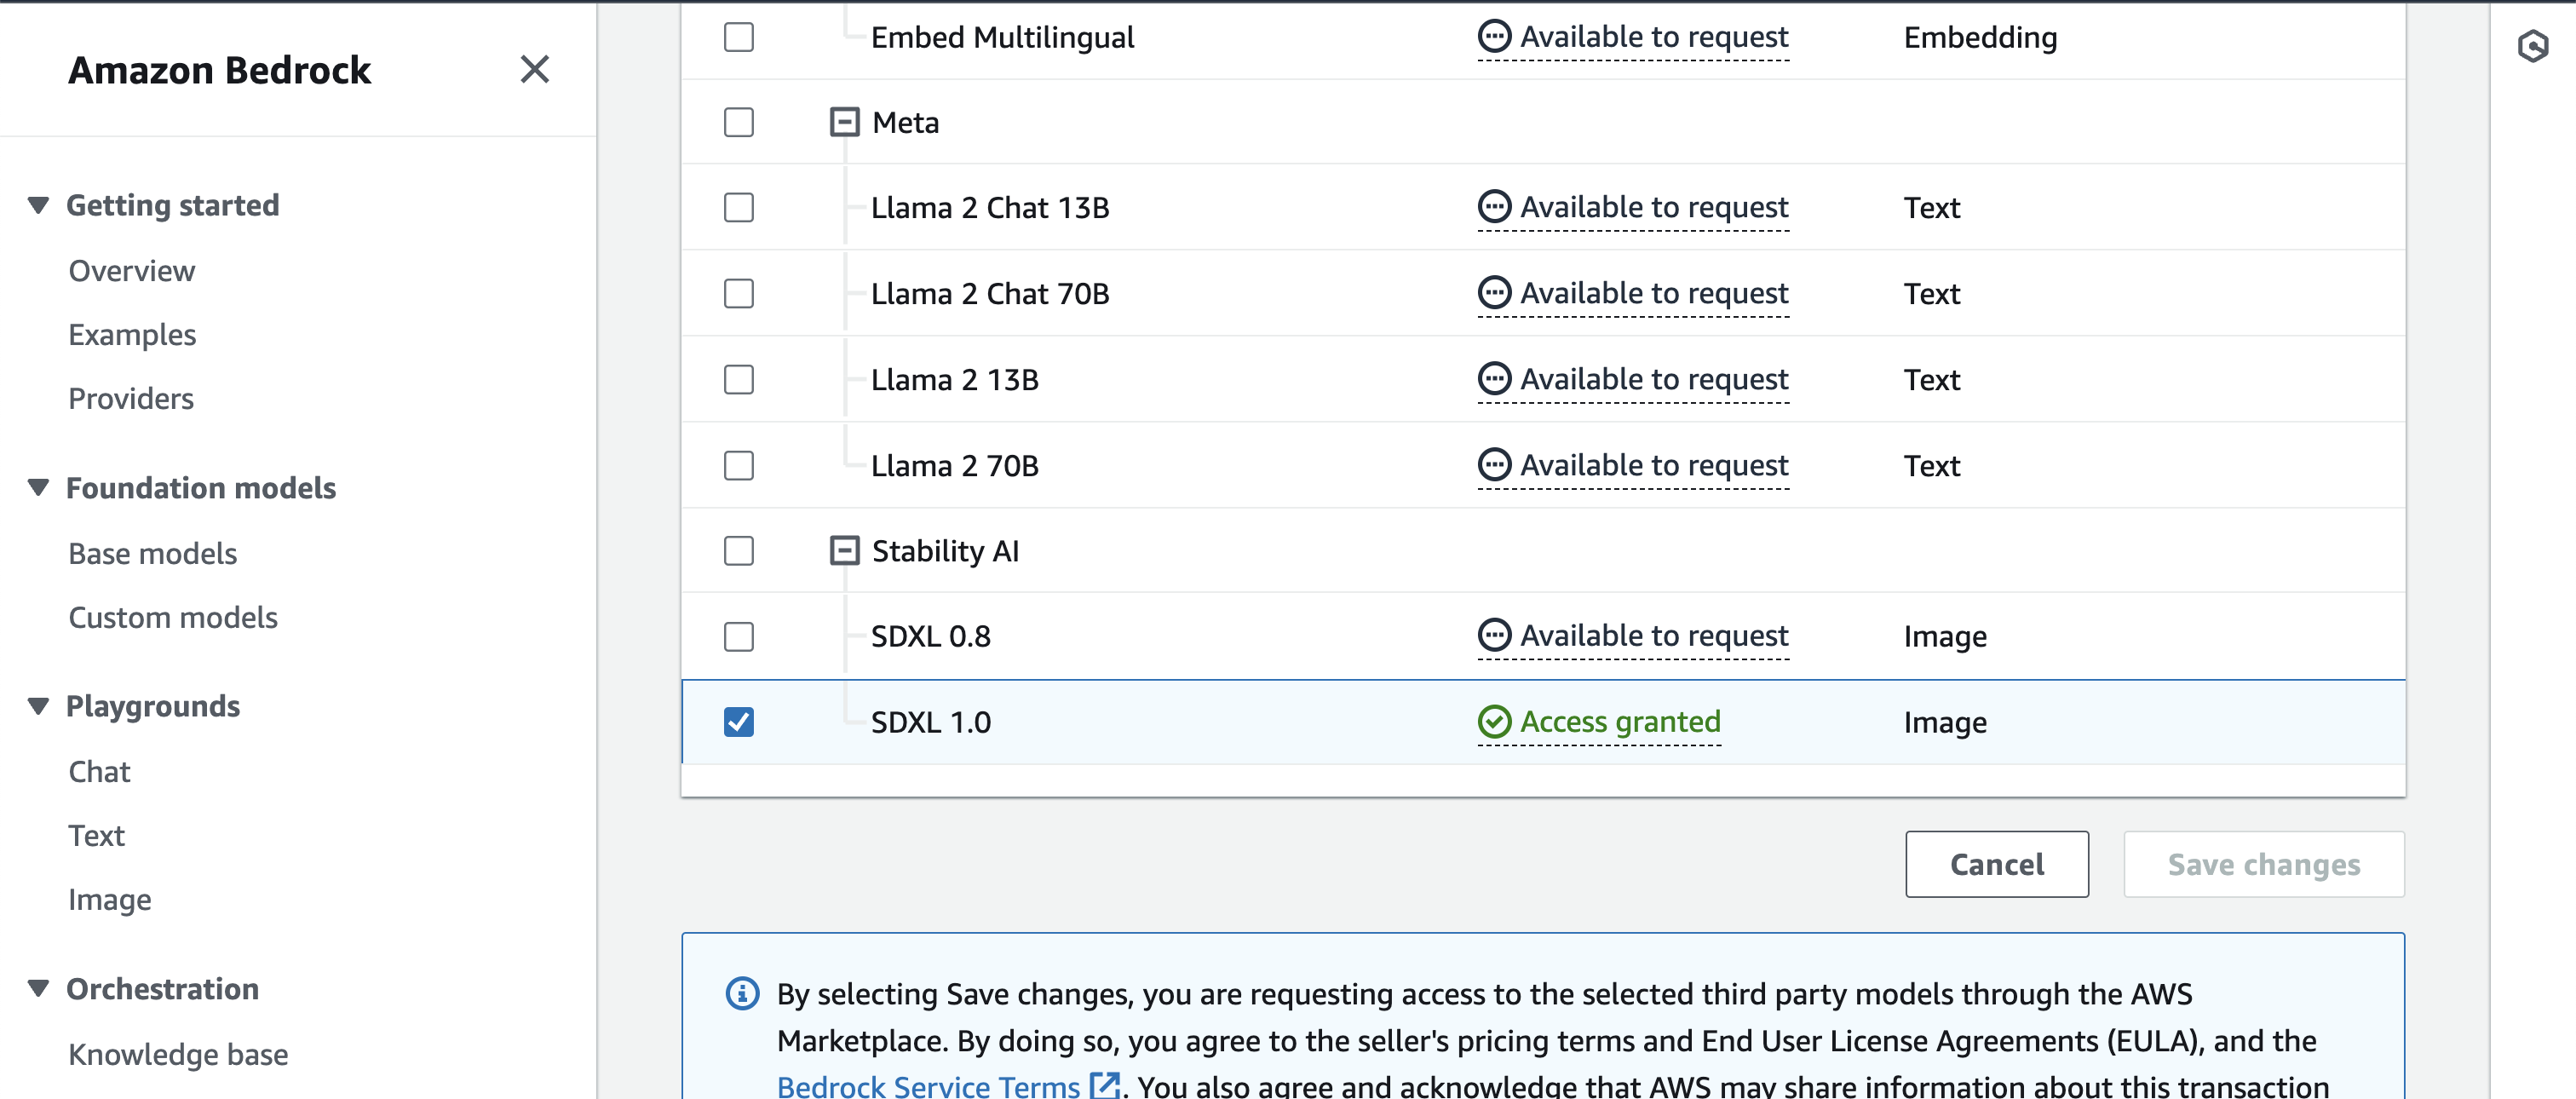 Amazon Bedrock
Getting started
Overview
Examples
Providers
Foundation models
Base models
Custom models
Playgrounds
Chat
Text
Image
Orchestration
Knowledge base
Embed Multilingual Available to request Embedding
Meta
Llama 2 Chat 13B Available to request Text
Llama 2 Chat 70B Available to request Text
Llama 2 13B Available to request Text
Llama 2 70B Available to request Text
Stability AI
SDXL 0.8 Available to request Image
SDXL 1.0 Access granted Image
Cancel Save changes
By selecting Save changes, you are requesting access to the selected third party models through the AWS
Marketplace. By doing so, you agree to the seller's pricing terms and End User License Agreements (EULA), and the
Bedrock Service Terms. You also agree and acknowledge that AWS may share information about this transaction